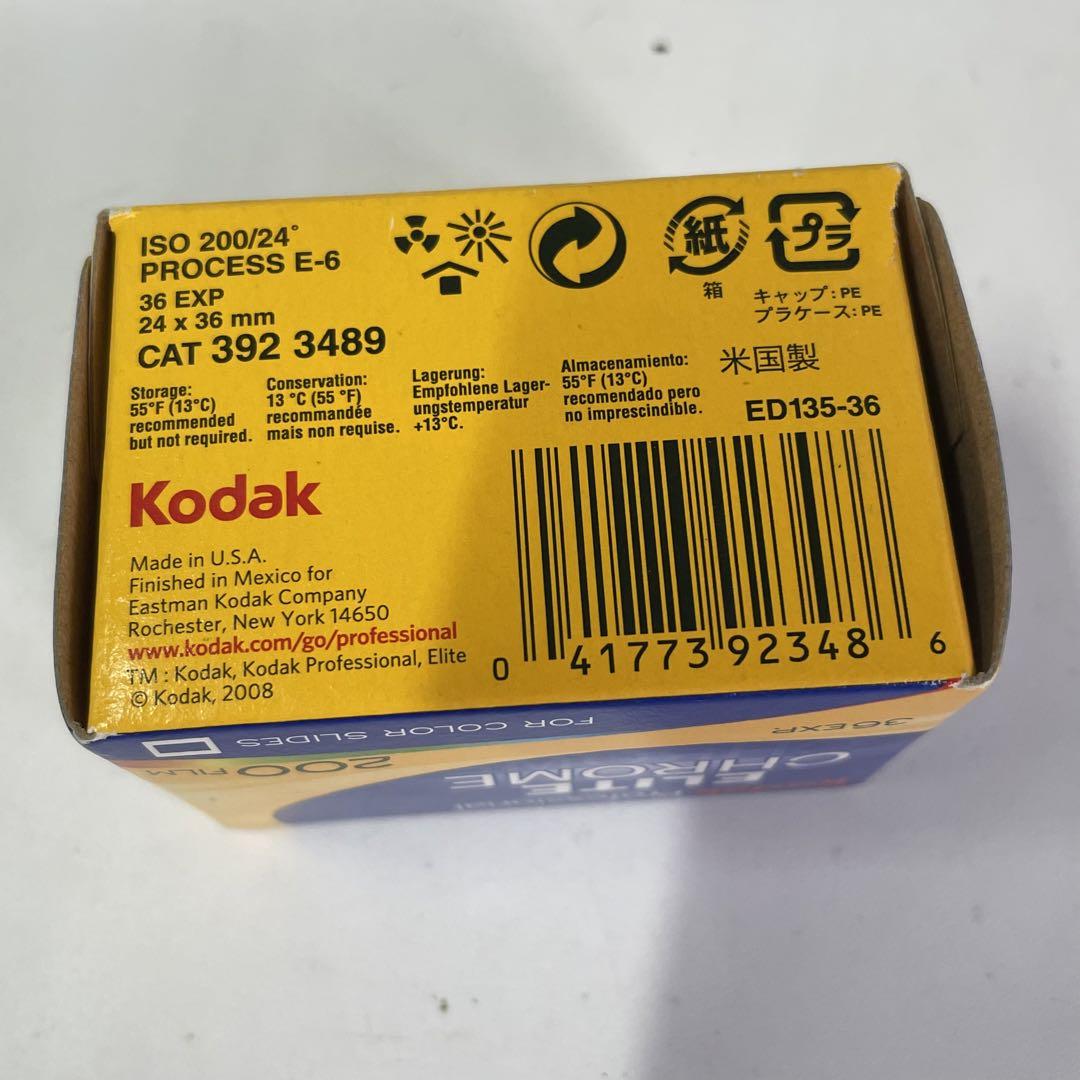 ISO 200/24°
PROCESS E-6
36 EXP
24 x 36 mm
CAT 392 3489
紙
箱
プラ
キャップ: PE
プラケース: PE
Storage:
55°F (13°C)
recommended
but not required.
Conservation:
13 °C (55 °F)
recommandée
mais non requise.
Lagerung:
Empfohlene Lager-
ungstemperatur
+13°C.
Almacenamiento:
55°F (13°C)
recomendado pero
no imprescindible.
米国製
ED135-36
Kodak
Made in U.S.A.
Finished in Mexico for
Eastman Kodak Company
Rochester, New York 14650
www.kodak.com/go/professional
TM : Kodak, Kodak Professional, Elite
© Kodak, 2008
0 41773 92348 6
FOR COLOR SLIDES
36 EXP.
200 FILM
CHROME
ELITE
Professional
Kodak